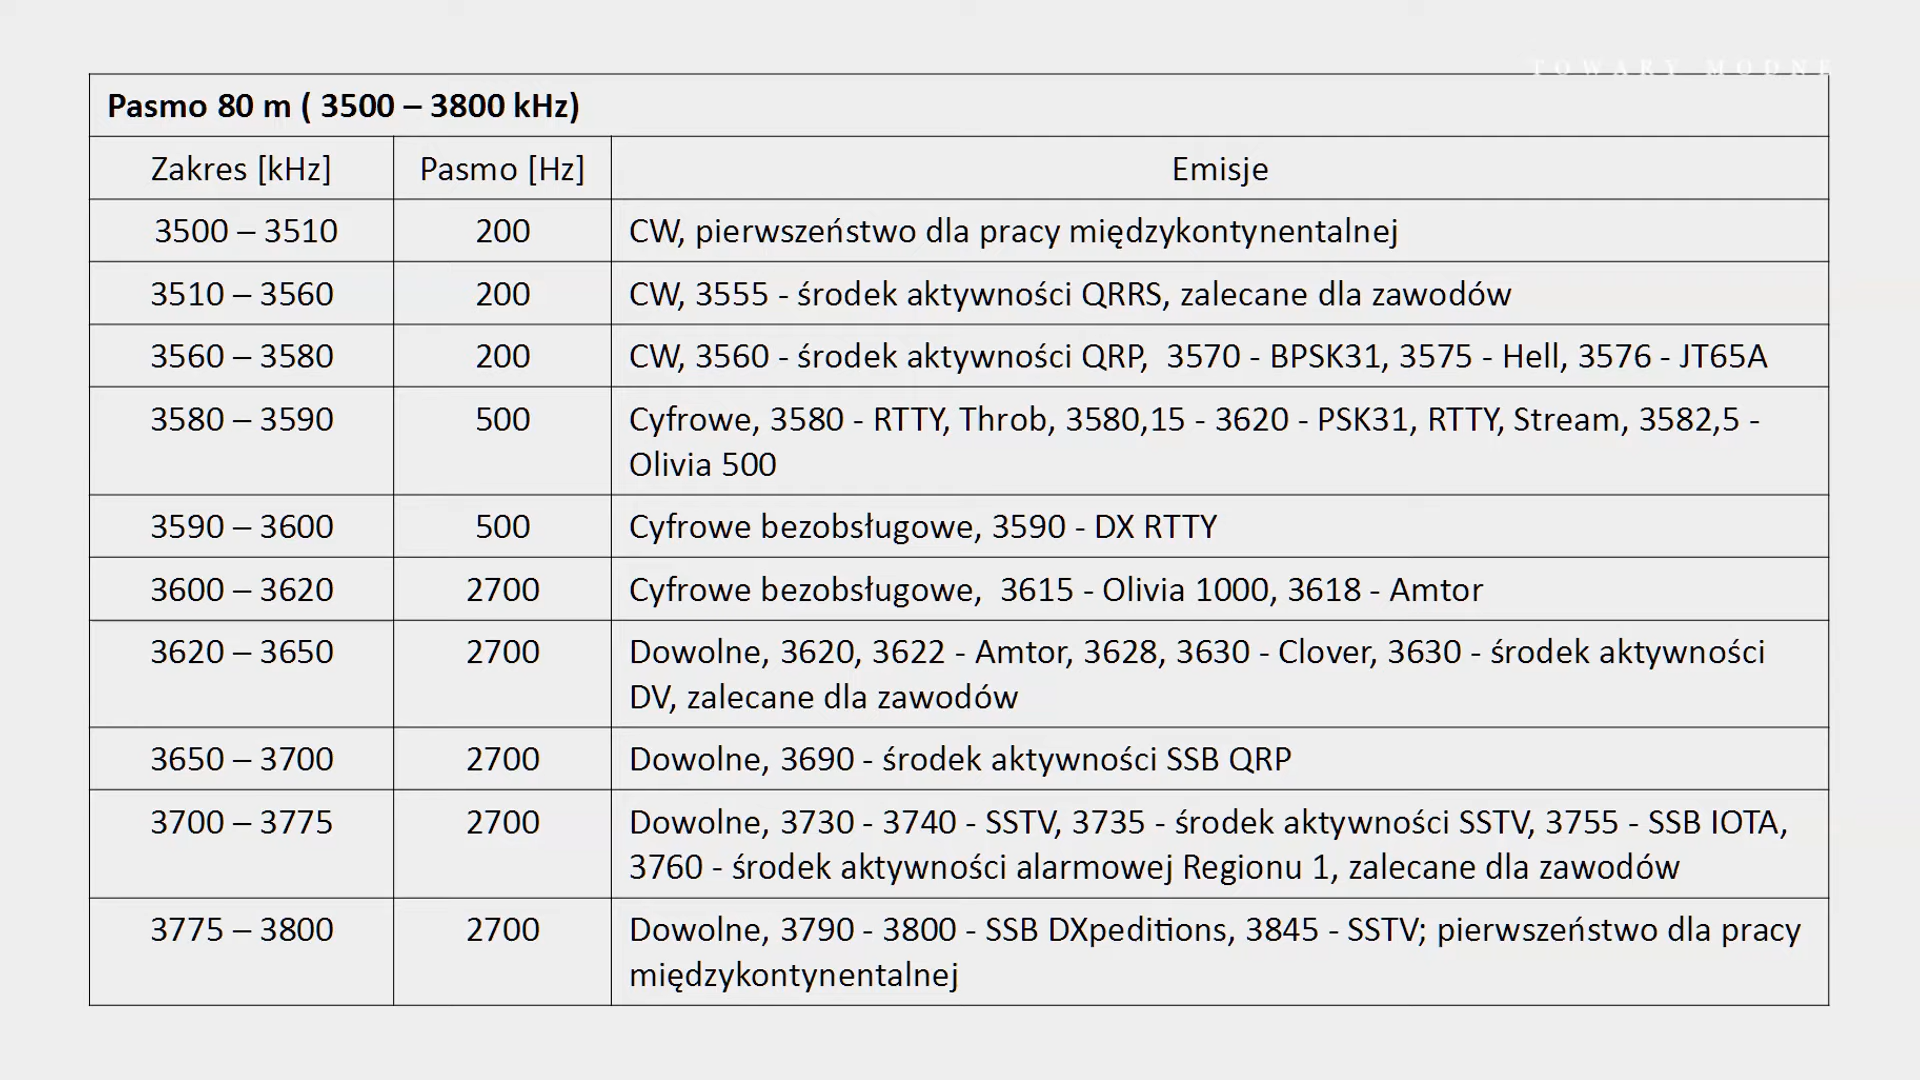 TOWARY MODNE
Pasmo 80 m ( 3500 – 3800 kHz)
Zakres [kHz] Pasmo [Hz] Emisje
3500 – 3510 200 CW, pierwszeństwo dla pracy międzykontynentalnej
3510 – 3560 200 CW, 3555 - środek aktywności QRRS, zalecane dla zawodów
3560 – 3580 200 CW, 3560 - środek aktywności QRP, 3570 - BPSK31, 3575 - Hell, 3576 - JT65A
3580 – 3590 500 Cyfrowe, 3580 - RTTY, Throb, 3580,15 - 3620 - PSK31, RTTY, Stream, 3582,5 -
Olivia 500
3590 – 3600 500 Cyfrowe bezobsługowe, 3590 - DX RTTY
3600 – 3620 2700 Cyfrowe bezobsługowe, 3615 - Olivia 1000, 3618 - Amtor
3620 – 3650 2700 Dowolne, 3620, 3622 - Amtor, 3628, 3630 - Clover, 3630 - środek aktywności
DV, zalecane dla zawodów
3650 – 3700 2700 Dowolne, 3690 - środek aktywności SSB QRP
3700 – 3775 2700 Dowolne, 3730 - 3740 - SSTV, 3735 - środek aktywności SSTV, 3755 - SSB IOTA,
3760 - środek aktywności alarmowej Regionu 1, zalecane dla zawodów
3775 – 3800 2700 Dowolne, 3790 - 3800 - SSB DXpeditions, 3845 - SSTV; pierwszeństwo dla pracy
międzykontynentalnej